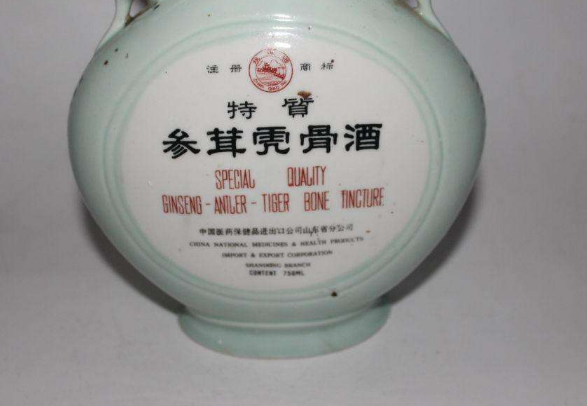 注册 商标
特質
参茸虎骨酒
SPECIAL QUALITY
GINSENG-ANTLER-TIGER BONE TINCTURE
中国医药保健品进出口公司山东省分公司
CHINA NATIONAL MEDICINES & HEALTH PRODUCTS
IMPORT & EXPORT CORPORATION
SHANDONG BRANCH
CONTENT 750ML